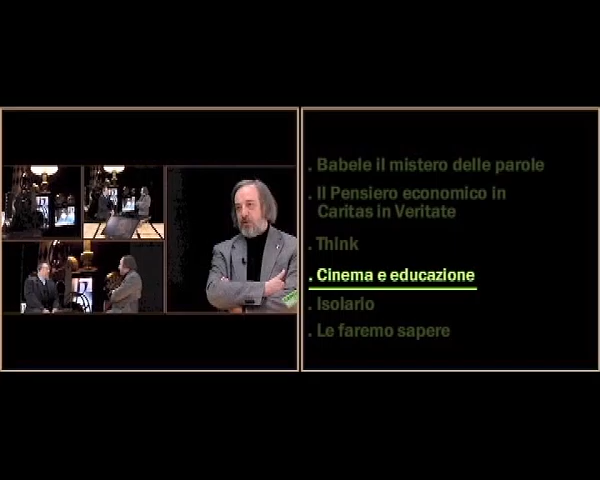 . Babele il mistero delle parole
. Il Pensiero economico in
Caritas in Veritate
. Think
. Cinema e educazione
. Isolario
. Le faremo sapere